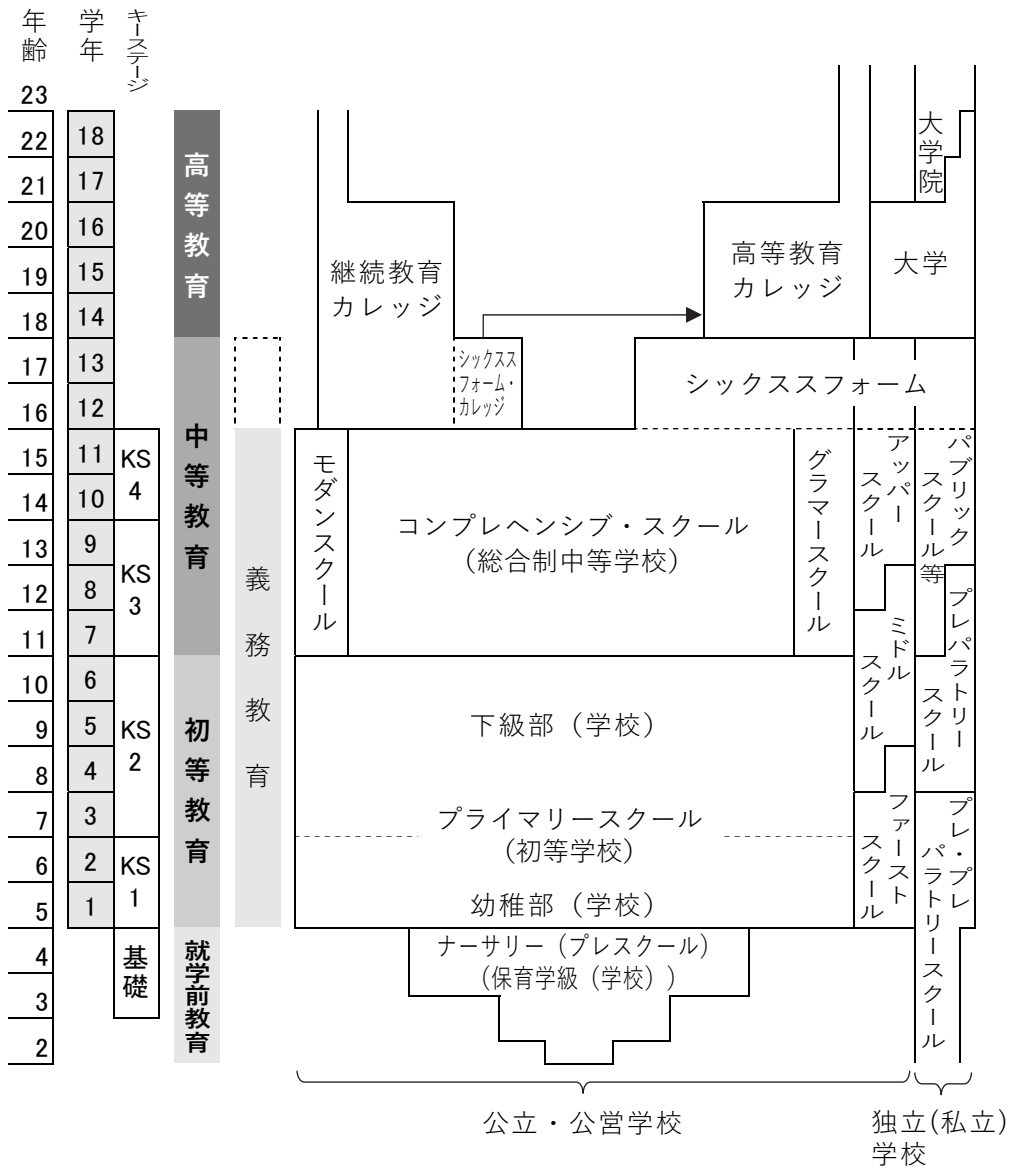 年齢
学年
キーステージ
23
22
21
20
19
18
17
16
15
14
13
12
11
10
9
8
7
6
5
4
3
2
18
17
16
15
14
13
12
11
10
9
8
7
6
5
4
3
2
1
KS
4
KS
3
KS
2
KS
1
基礎
高等教育
中等教育
初等教育
就学前教育
義務教育
継続教育
カレッジ
高等教育
カレッジ
大学
大学院
シックスス
フォーム・
カレッジ
シックススフォーム
モダンスクール
コンプレヘンシブ・スクール
(総合制中等学校)
グラマースクール
アッパー
スクール
パブリック
スクール等
ミドル
スクール
プレパラトリー
スクール
下級部（学校）
プライマリースクール
(初等学校)
幼稚部（学校）
ファースト
スクール
プレ・プレ
パラトリースクール
ナーサリー（プレスクール）
(保育学級（学校）)
公立・公営学校
独立(私立)
学校